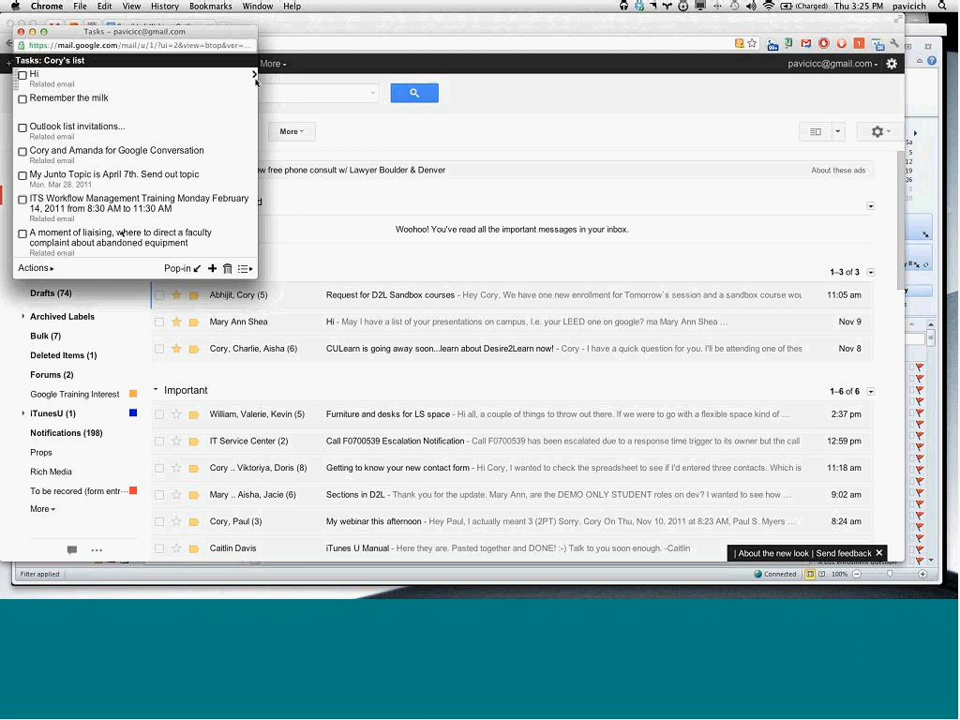 Chrome File Edit View History Bookmarks Window Help (Charged) Thu 3:25 PM pavicich
Tasks – pavicicc@gmail.com
https://mail.google.com/mail/u/1/?ui=2&view=btop&ver=...
Tasks: Cory's list
More
pavicicc@gmail.com
Hi
Related email
Remember the milk
Outlook list invitations...
Related email
Cory and Amanda for Google Conversation
Related email
My Junto Topic is April 7th. Send out topic
Mon, Mar 28, 2011
ITS Workflow Management Training Monday February
14, 2011 from 8:30 AM to 11:30 AM
Related email
A moment of liaising, where to direct a faculty
complaint about abandoned equipment
Related email
Actions Pop-in
More
free phone consult w/ Lawyer Boulder & Denver About these ads
Woohoo! You've read all the important messages in your inbox.
1–3 of 3
Drafts (74)
Archived Labels
Bulk (7)
Deleted Items (1)
Forums (2)
Google Training Interest
iTunesU (1)
Notifications (198)
Props
Rich Media
To be recored (form entr...
More
Abhijit, Cory (5) Request for D2L Sandbox courses - Hey Cory, We have one new enrollment for Tomorrow's session and a sandbox course wou 11:05 am
Mary Ann Shea Hi - May I have a list of your presentations on campus, I.e. your LEED one on google? ma Mary Ann Shea ... Nov 9
Cory, Charlie, Aisha (6) CULearn is going away soon...learn about Desire2Learn now! - Cory - I have a quick question for you. I'll be attending one of thes Nov 8
Important 1–6 of 6
William, Valerie, Kevin (5) Furniture and desks for LS space - Hi all, a couple of things to throw out there. If we were to go with a flexible space kind of ... 2:37 pm
IT Service Center (2) Call F0700539 Escalation Notification - Call F0700539 has been escalated due to a response time trigger to its owner but the call 12:59 pm
Cory .. Viktoriya, Doris (8) Getting to know your new contact form - Hi Cory, I wanted to check the spreadsheet to see if I'd entered three contacts. Which is 11:18 am
Mary .. Aisha, Jacie (6) Sections in D2L - Thank you for the update. Mary Ann, are the DEMO ONLY STUDENT roles on dev? I wanted to see how ... 9:02 am
Cory, Paul (3) My webinar this afternoon - Hey Paul, I actually meant 3 (2PT) Sorry. Cory On Thu, Nov 10, 2011 at 8:23 AM, Paul S. Myers ... 8:24 am
Caitlin Davis iTunes U Manual - Here they are. Pasted together and DONE! :-) Talk to you soon enough. -Caitlin
| About the new look | Send feedback ×
Filter applied Connected 100%
Sa
5
12
19
26